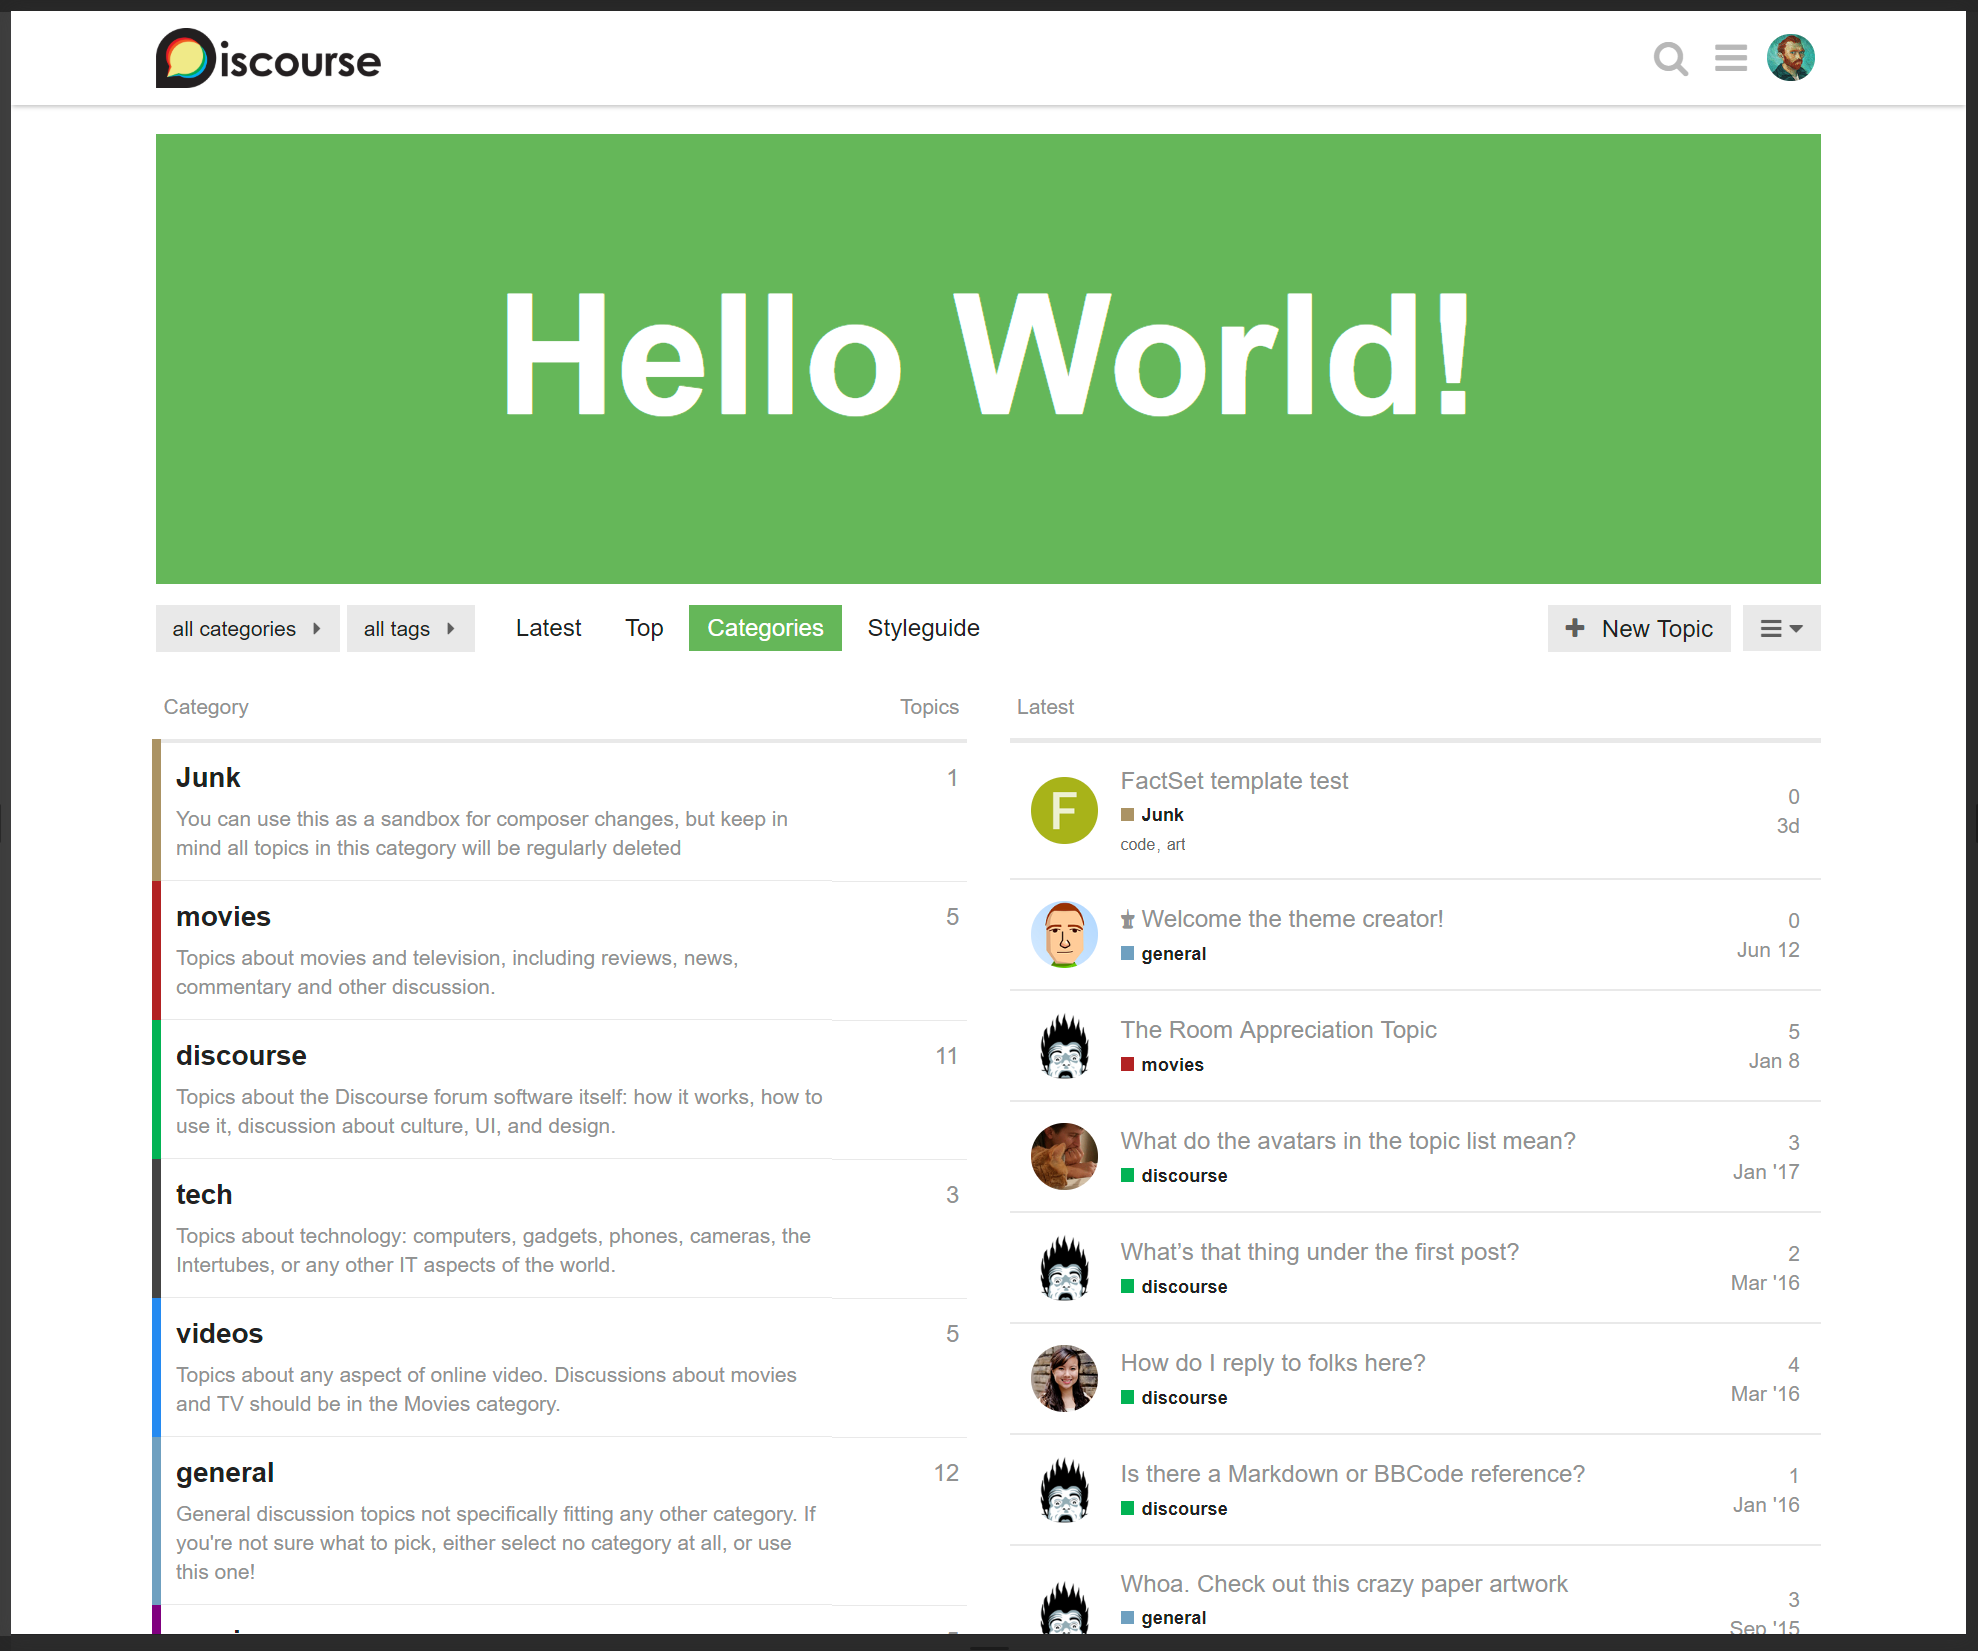 Discourse
Hello World!
all categories
all tags
Latest
Top
Categories
Styleguide
New Topic
Category
Topics
Junk
1
You can use this as a sandbox for composer changes, but keep in
mind all topics in this category will be regularly deleted
movies
5
Topics about movies and television, including reviews, news,
commentary and other discussion.
discourse
11
Topics about the Discourse forum software itself: how it works, how to
use it, discussion about culture, UI, and design.
tech
3
Topics about technology: computers, gadgets, phones, cameras, the
Intertubes, or any other IT aspects of the world.
videos
5
Topics about any aspect of online video. Discussions about movies
and TV should be in the Movies category.
general
12
General discussion topics not specifically fitting any other category. If
you're not sure what to pick, either select no category at all, or use
this one!
Latest
F
FactSet template test
0
Junk
3d
code, art
Welcome the theme creator!
0
general
Jun 12
The Room Appreciation Topic
5
movies
Jan 8
What do the avatars in the topic list mean?
3
discourse
Jan '17
What’s that thing under the first post?
2
discourse
Mar '16
How do I reply to folks here?
4
discourse
Mar '16
Is there a Markdown or BBCode reference?
1
discourse
Jan '16
Whoa. Check out this crazy paper artwork
3
general
Sep '15